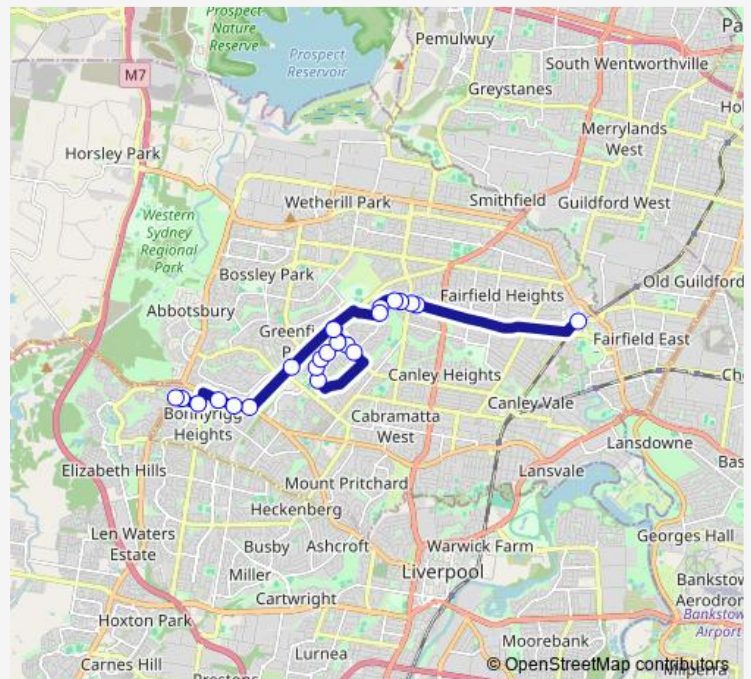 Prospect
Nature
Reserve
Prospect
Reservoir
Pemulwuy
South Wentworthville
Greystanes
M7
Merrylands
West
Horsley Park
Wetherill Park
Smithfield
Guildford West
Western
Sydney
Regional
Park
Bossley Park
Old Guildford
Abbotsbury
Fairfield Heights
Fairfield East
Canley Heights
Canley Vale
Bonnyrigg
Heights
Cabramatta
West
Lansdowne
Elizabeth Hills
Lansvale
Mount Pritchard
Heckenberg
Len Waters
Estate
Busby
Ashcroft
Warwick Farm
Georges Hall
Miller
Liverpool
Cartwright
Hoxton Park
Moorebank
Carnes Hill
Lurnea
© OpenStreetMap contributors